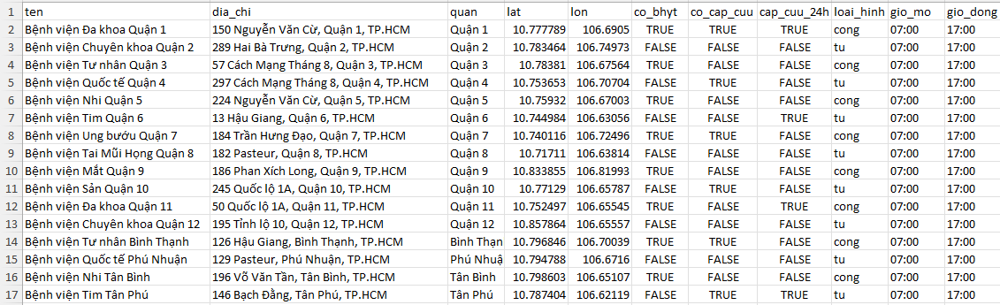 1 ten dia_chi quan lat lon co_bhyt co_cap_cuu cap_cuu_24h loai_hinh gio_mo gio_dong
2 Bệnh viện Đa khoa Quận 1 150 Nguyễn Văn Cừ, Quận 1, TP.HCM Quận 1 10.777789 106.6905 TRUE TRUE TRUE cong 07:00 17:00
3 Bệnh viện Chuyên khoa Quận 2 289 Hai Bà Trưng, Quận 2, TP.HCM Quận 2 10.783464 106.74973 FALSE FALSE FALSE tu 07:00 17:00
4 Bệnh viện Tư nhân Quận 3 57 Cách Mạng Tháng 8, Quận 3, TP.HCM Quận 3 10.78381 106.67564 TRUE FALSE FALSE cong 07:00 17:00
5 Bệnh viện Quốc tế Quận 4 297 Cách Mạng Tháng 8, Quận 4, TP.HCM Quận 4 10.753653 106.70704 FALSE TRUE FALSE tu 07:00 17:00
6 Bệnh viện Nhi Quận 5 224 Nguyễn Văn Cừ, Quận 5, TP.HCM Quận 5 10.75932 106.67003 TRUE FALSE FALSE cong 07:00 17:00
7 Bệnh viện Tim Quận 6 13 Hậu Giang, Quận 6, TP.HCM Quận 6 10.744984 106.63056 FALSE FALSE TRUE tu 07:00 17:00
8 Bệnh viện Ung bướu Quận 7 184 Trần Hưng Đạo, Quận 7, TP.HCM Quận 7 10.740116 106.72496 TRUE TRUE FALSE cong 07:00 17:00
9 Bệnh viện Tai Mũi Họng Quận 8 182 Pasteur, Quận 8, TP.HCM Quận 8 10.71711 106.63814 FALSE FALSE FALSE tu 07:00 17:00
10 Bệnh viện Mắt Quận 9 186 Phan Xích Long, Quận 9, TP.HCM Quận 9 10.833855 106.81993 TRUE FALSE FALSE cong 07:00 17:00
11 Bệnh viện Sản Quận 10 245 Quốc lộ 1A, Quận 10, TP.HCM Quận 10 10.77129 106.65787 FALSE TRUE FALSE tu 07:00 17:00
12 Bệnh viện Đa khoa Quận 11 50 Quốc lộ 1A, Quận 11, TP.HCM Quận 11 10.752497 106.65545 TRUE FALSE TRUE cong 07:00 17:00
13 Bệnh viện Chuyên khoa Quận 12 195 Tỉnh lộ 10, Quận 12, TP.HCM Quận 12 10.857864 106.65557 FALSE FALSE FALSE tu 07:00 17:00
14 Bệnh viện Tư nhân Bình Thạnh 126 Hậu Giang, Bình Thạnh, TP.HCM Bình Thạn 10.796846 106.70039 TRUE TRUE FALSE cong 07:00 17:00
15 Bệnh viện Quốc tế Phú Nhuận 129 Pasteur, Phú Nhuận, TP.HCM Phú Nhuậ 10.794788 106.6716 FALSE FALSE FALSE tu 07:00 17:00
16 Bệnh viện Nhi Tân Bình 196 Võ Văn Tần, Tân Bình, TP.HCM Tân Bình 10.798603 106.65107 TRUE FALSE FALSE cong 07:00 17:00
17 Bệnh viện Tim Tân Phú 146 Bạch Đằng, Tân Phú, TP.HCM Tân Phú 10.787404 106.62119 FALSE TRUE TRUE tu 07:00 17:00